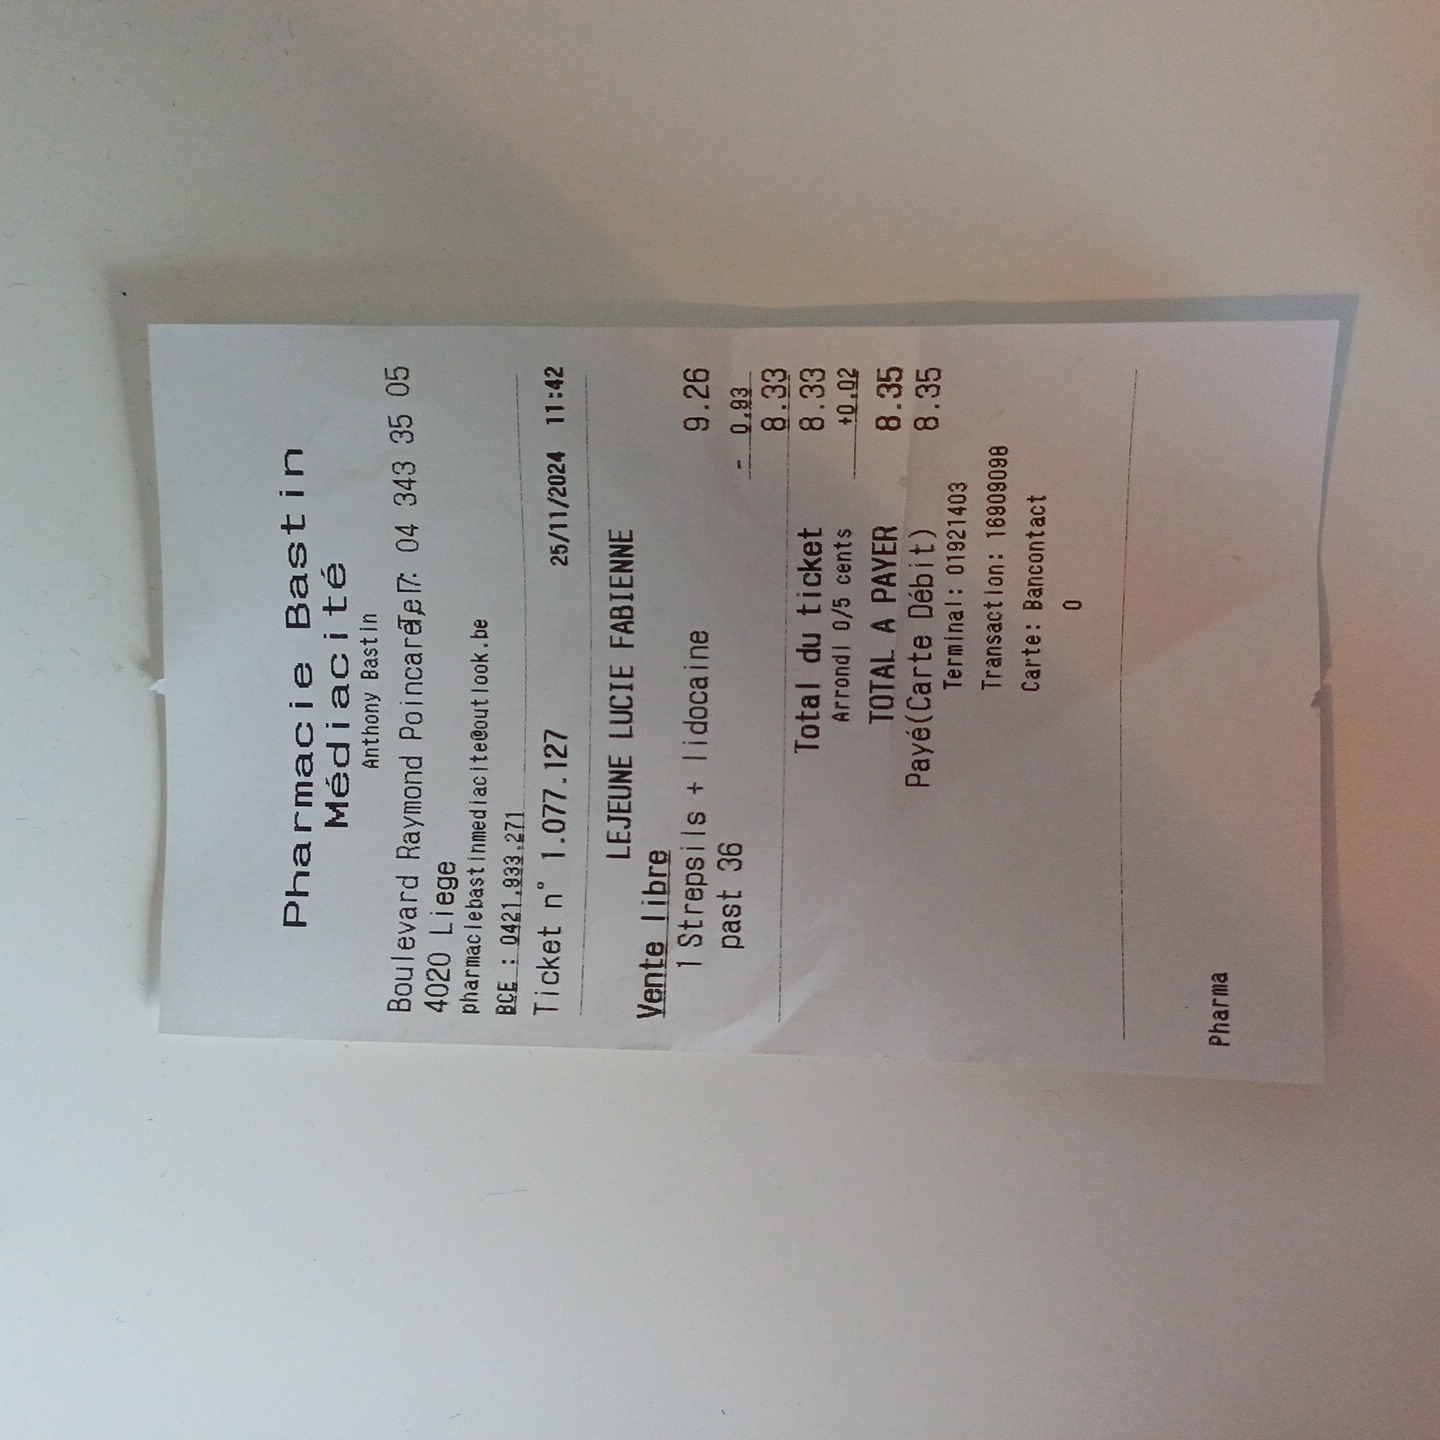 Pharmacie Bastin
Médiacité
Anthony Bastin
Boulevard Raymond Poincaré,7 Tel: 04 343 35 05
4020 Liege
pharmaciebastinmediacite@outlook.be
BCE : 0421.933.271
Ticket n° 1.077.127 25/11/2024 11:42
LEJEUNE LUCIE FABIENNE
Vente libre
1 Strepsils + lidocaine 9.26
past 36 - 0.93
8.33
Total du ticket 8.33
Arrondi 0/5 cents +0.02
TOTAL A PAYER 8.35
Payé(Carte Débit) 8.35
Terminal: 01921403
Transaction: 16909098
Carte: Bancontact
0
Pharma